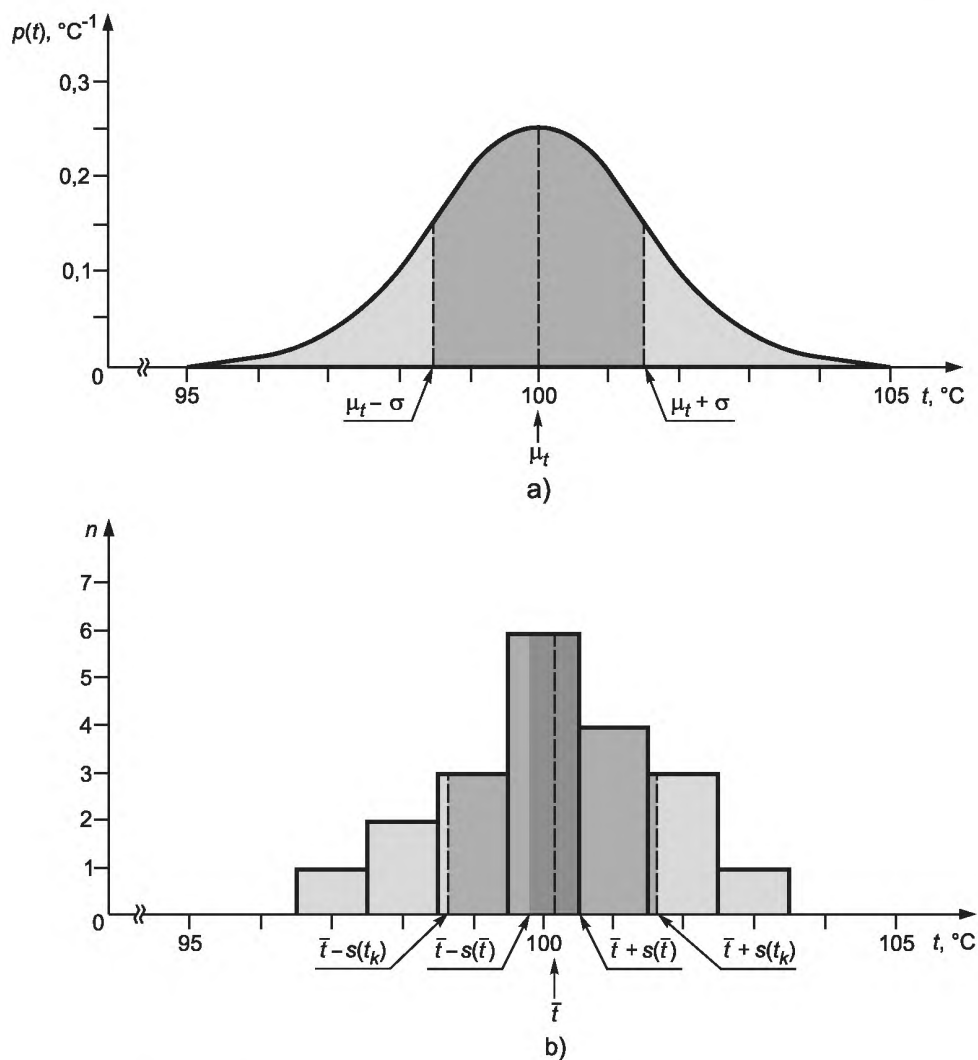 p(t), °C⁻¹
0,3
0,2
0,1
0
95
100
105
t, °C
μₜ – σ
μₜ + σ
μₜ
a)
n
7
6
5
4
3
2
1
0
95
100
105
t, °C
t̄ – s(tₖ)
t̄ – s(t̄)
t̄ + s(t̄)
t̄ + s(tₖ)
t̄
b)